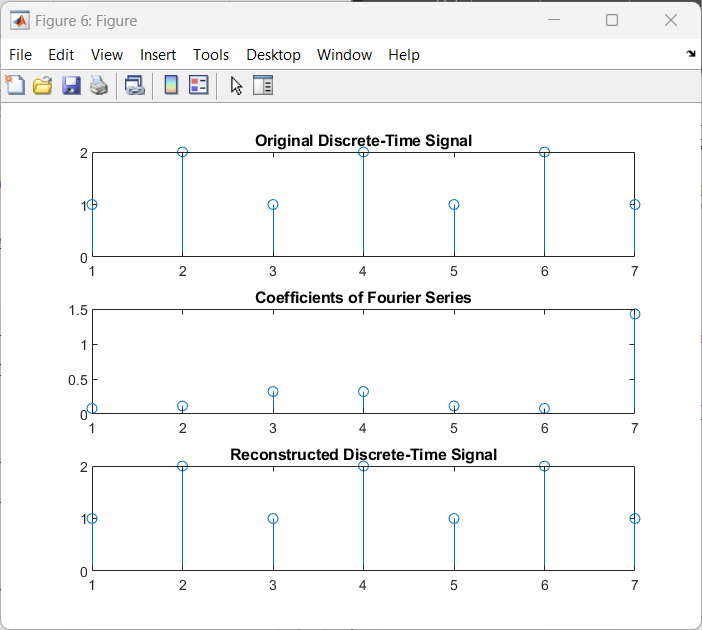 Figure 6: Figure
File Edit View Insert Tools Desktop Window Help
Original Discrete-Time Signal
2
1
0
1 2 3 4 5 6 7
Coefficients of Fourier Series
1.5
1
0.5
0
1 2 3 4 5 6 7
Reconstructed Discrete-Time Signal
2
1
0
1 2 3 4 5 6 7